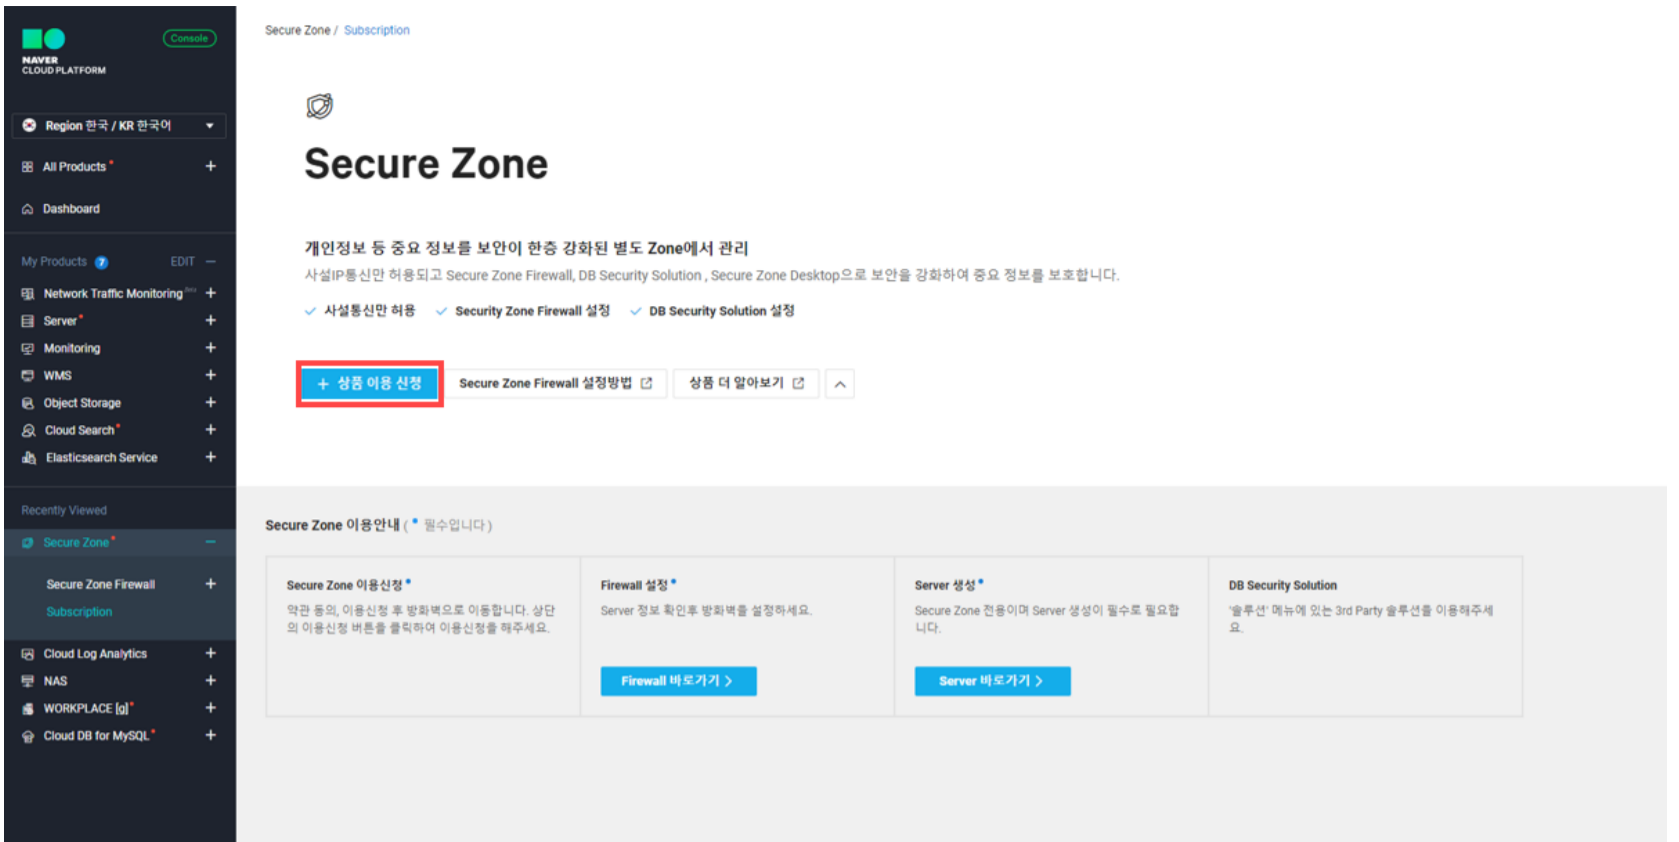 NAVER
CLOUD PLATFORM
Console
Region 한국 / KR 한국어
All Products
Dashboard
My Products 7 EDIT
Network Traffic Monitoring Beta
Server
Monitoring
WMS
Object Storage
Cloud Search
Elasticsearch Service
Recently Viewed
Secure Zone
Secure Zone Firewall
Subscription
Cloud Log Analytics
NAS
WORKPLACE [g]
Cloud DB for MySQL
Secure Zone / Subscription
Secure Zone
개인정보 등 중요 정보를 보안이 한층 강화된 별도 Zone에서 관리
사설IP통신만 허용되고 Secure Zone Firewall, DB Security Solution , Secure Zone Desktop으로 보안을 강화하여 중요 정보를 보호합니다.
사설통신만 허용 Security Zone Firewall 설정 DB Security Solution 설정
+ 상품 이용 신청 Secure Zone Firewall 설정방법 상품 더 알아보기
Secure Zone 이용안내 ( • 필수입니다 )
Secure Zone 이용신청
약관 동의, 이용신청 후 방화벽으로 이동합니다. 상단
의 이용신청 버튼을 클릭하여 이용신청을 해주세요.
Firewall 설정
Server 정보 확인후 방화벽을 설정하세요.
Firewall 바로가기 >
Server 생성
Secure Zone 전용이며 Server 생성이 필수로 필요합
니다.
Server 바로가기 >
DB Security Solution
'솔루션' 메뉴에 있는 3rd Party 솔루션을 이용해주세
요.